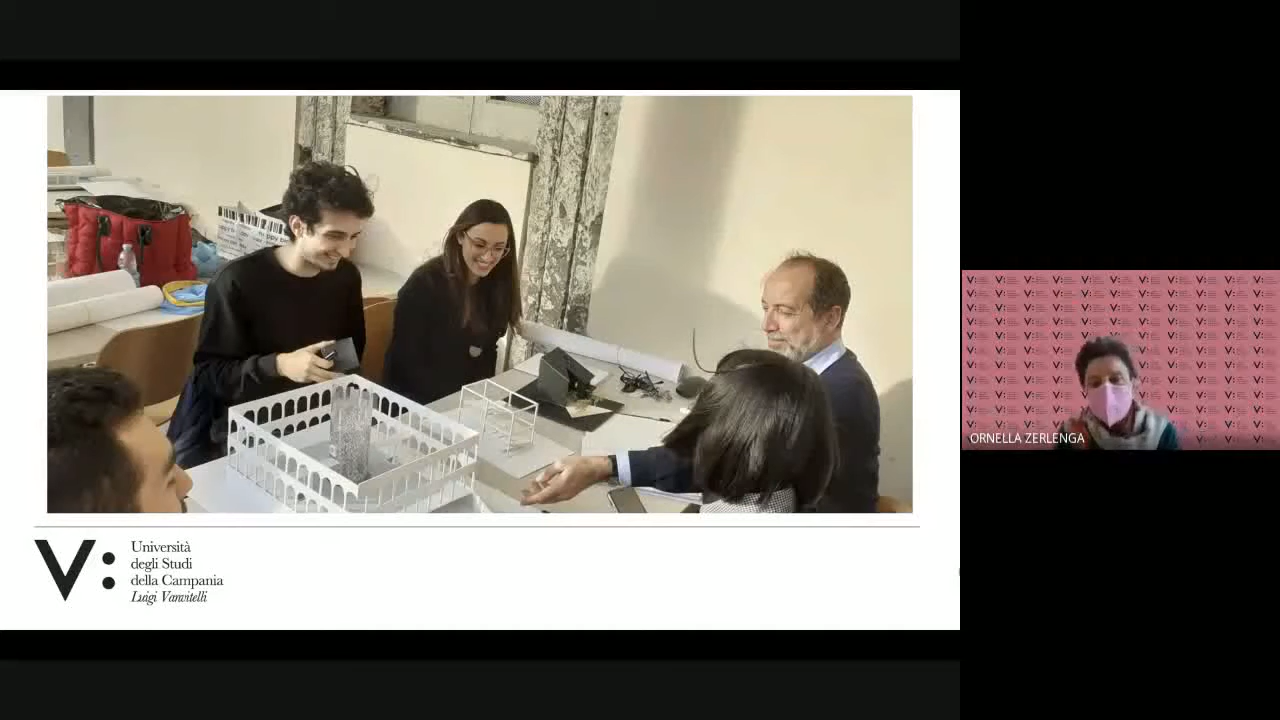 V:
Università
degli Studi
della Campania
Luigi Vanvitelli
ORNELLA ZERLENGA